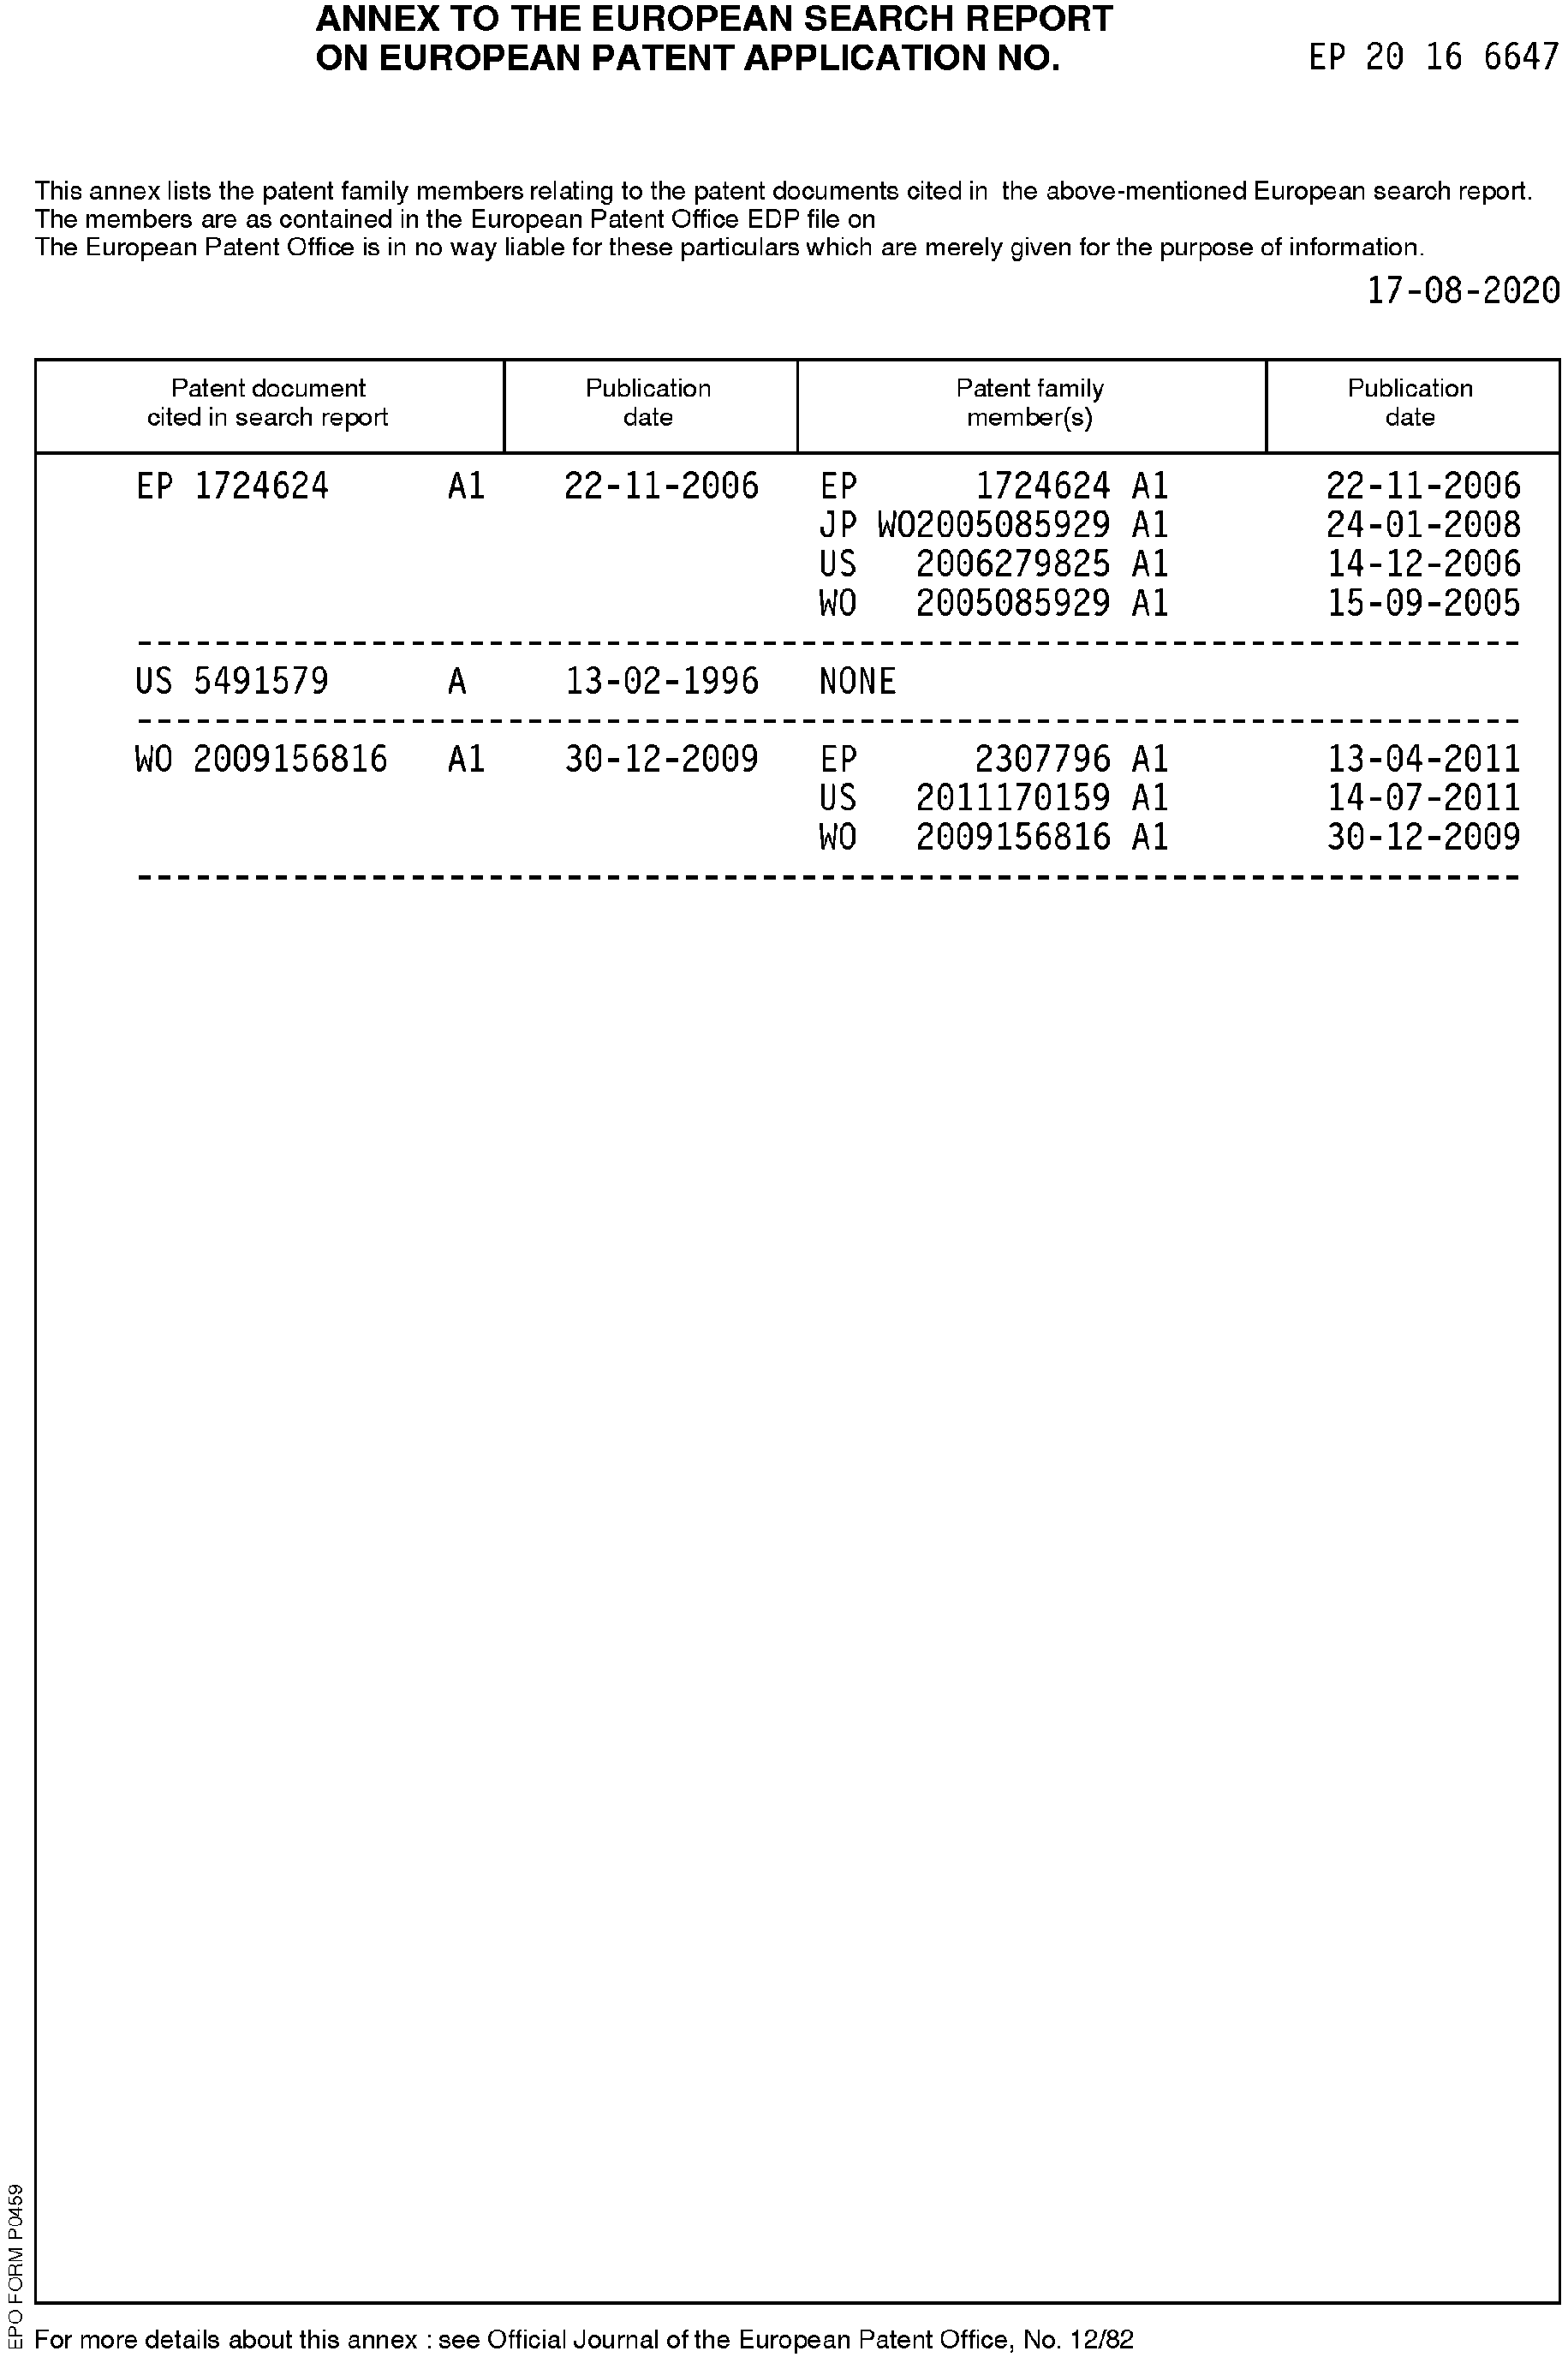 ANNEX TO THE EUROPEAN SEARCH REPORT
ON EUROPEAN PATENT APPLICATION NO. EP 20 16 6647
This annex lists the patent family members relating to the patent documents cited in the above-mentioned European search report.
The members are as contained in the European Patent Office EDP file on
The European Patent Office is in no way liable for these particulars which are merely given for the purpose of information.
17-08-2020
Patent document cited in search report Publication date Patent family member(s) Publication date
EP 1724624 A1 22-11-2006 EP 1724624 A1 22-11-2006
JP WO2005085929 A1 24-01-2008
US 2006279825 A1 14-12-2006
WO 2005085929 A1 15-09-2005
US 5491579 A 13-02-1996 NONE
WO 2009156816 A1 30-12-2009 EP 2307796 A1 13-04-2011
US 2011170159 A1 14-07-2011
WO 2009156816 A1 30-12-2009
EPO FORM P0459
For more details about this annex : see Official Journal of the European Patent Office, No. 12/82